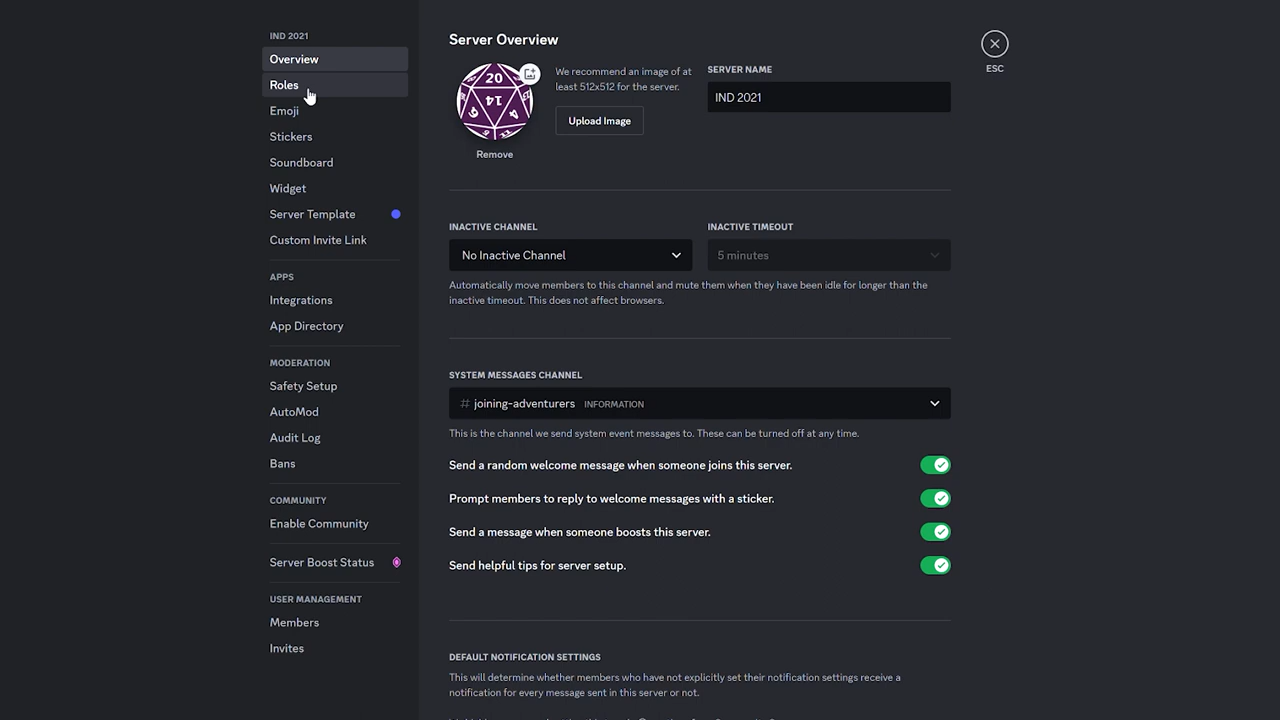 IND 2021
Overview
Roles
Emoji
Stickers
Soundboard
Widget
Server Template
Custom Invite Link
APPS
Integrations
App Directory
MODERATION
Safety Setup
AutoMod
Audit Log
Bans
COMMUNITY
Enable Community
Server Boost Status
USER MANAGEMENT
Members
Invites
Server Overview
20
14
We recommend an image of at
least 512x512 for the server.
Upload Image
Remove
SERVER NAME
IND 2021
ESC
INACTIVE CHANNEL
No Inactive Channel
INACTIVE TIMEOUT
5 minutes
Automatically move members to this channel and mute them when they have been idle for longer than the
inactive timeout. This does not affect browsers.
SYSTEM MESSAGES CHANNEL
# joining-adventurers INFORMATION
This is the channel we send system event messages to. These can be turned off at any time.
Send a random welcome message when someone joins this server.
Prompt members to reply to welcome messages with a sticker.
Send a message when someone boosts this server.
Send helpful tips for server setup.
DEFAULT NOTIFICATION SETTINGS
This will determine whether members who have not explicitly set their notification settings receive a
notification for every message sent in this server or not.